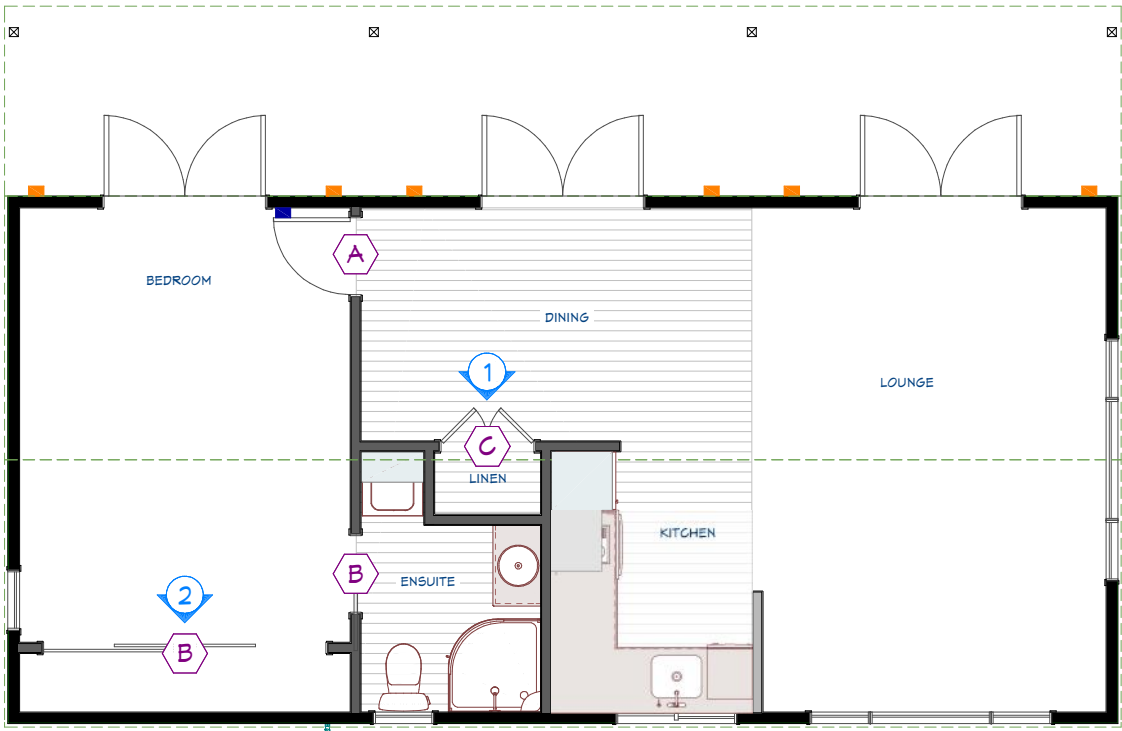 A
BEDROOM
DINING
1
LOUNGE
C
LINEN
KITCHEN
B
ENSUITE
2
B